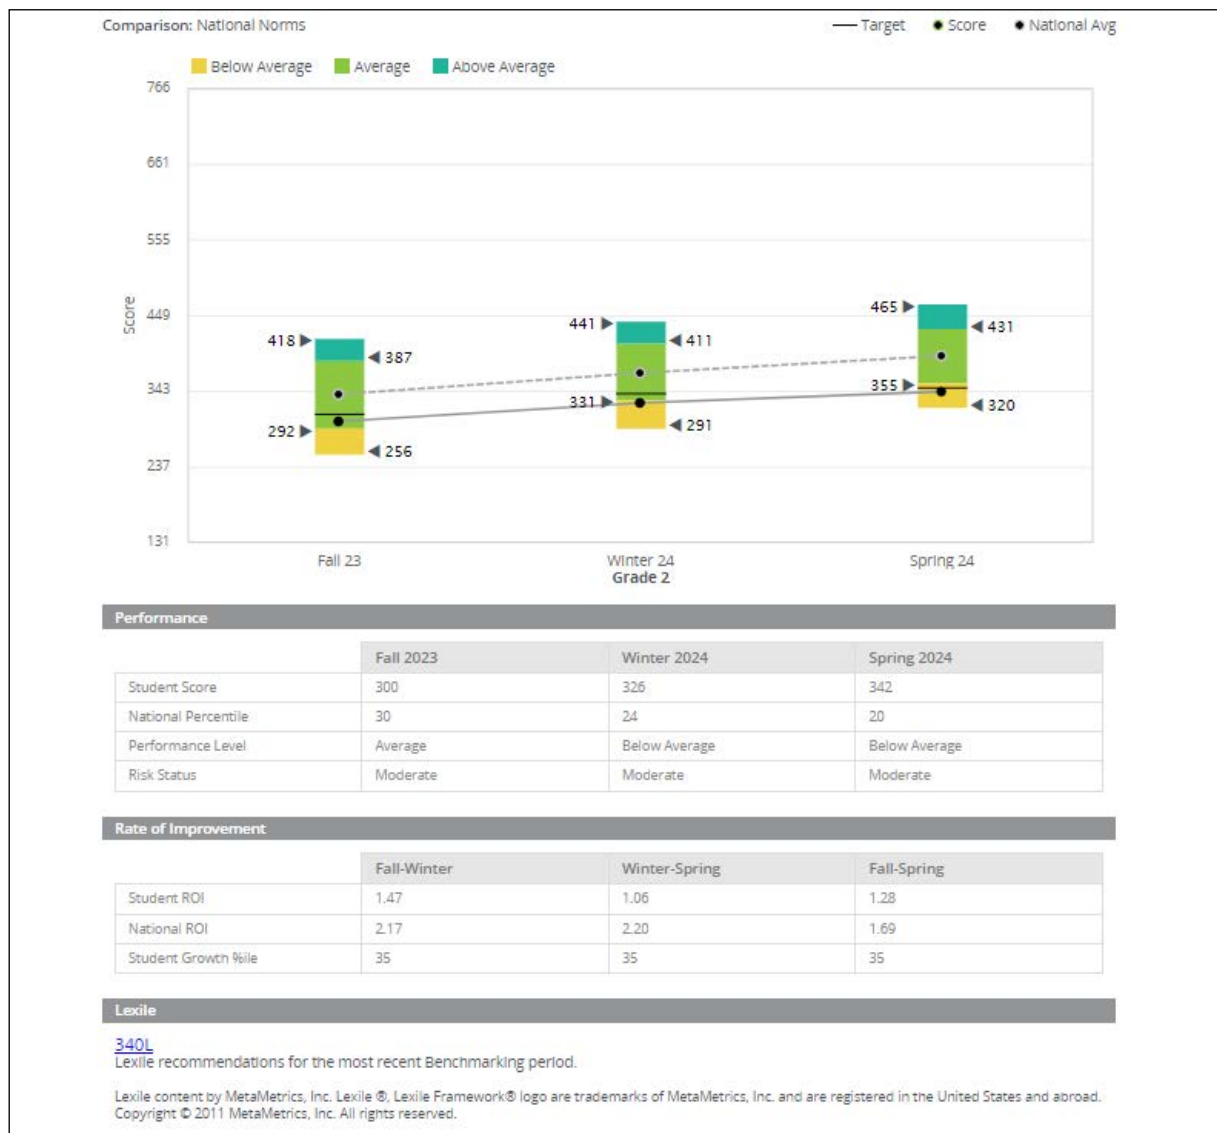 Comparison: National Norms
Target Score National Avg
Below Average Average Above Average
766
661
555
449
343
237
131
Score
418
387
292
256
441
411
331
291
465
431
355
320
Fall 23 Winter 24 Spring 24
Grade 2
Performance
Fall 2023 Winter 2024 Spring 2024
Student Score 300 326 342
National Percentile 30 24 20
Performance Level Average Below Average Below Average
Risk Status Moderate Moderate Moderate
Rate of Improvement
Fall-Winter Winter-Spring Fall-Spring
Student ROI 1.47 1.06 1.28
National ROI 2.17 2.20 1.69
Student Growth %ile 35 35 35
Lexile
340L
Lexile recommendations for the most recent Benchmarking period.
Lexile content by MetaMetrics, Inc. Lexile ®, Lexile Framework® logo are trademarks of MetaMetrics, Inc. and are registered in the United States and abroad.
Copyright © 2011 MetaMetrics, Inc. All rights reserved.